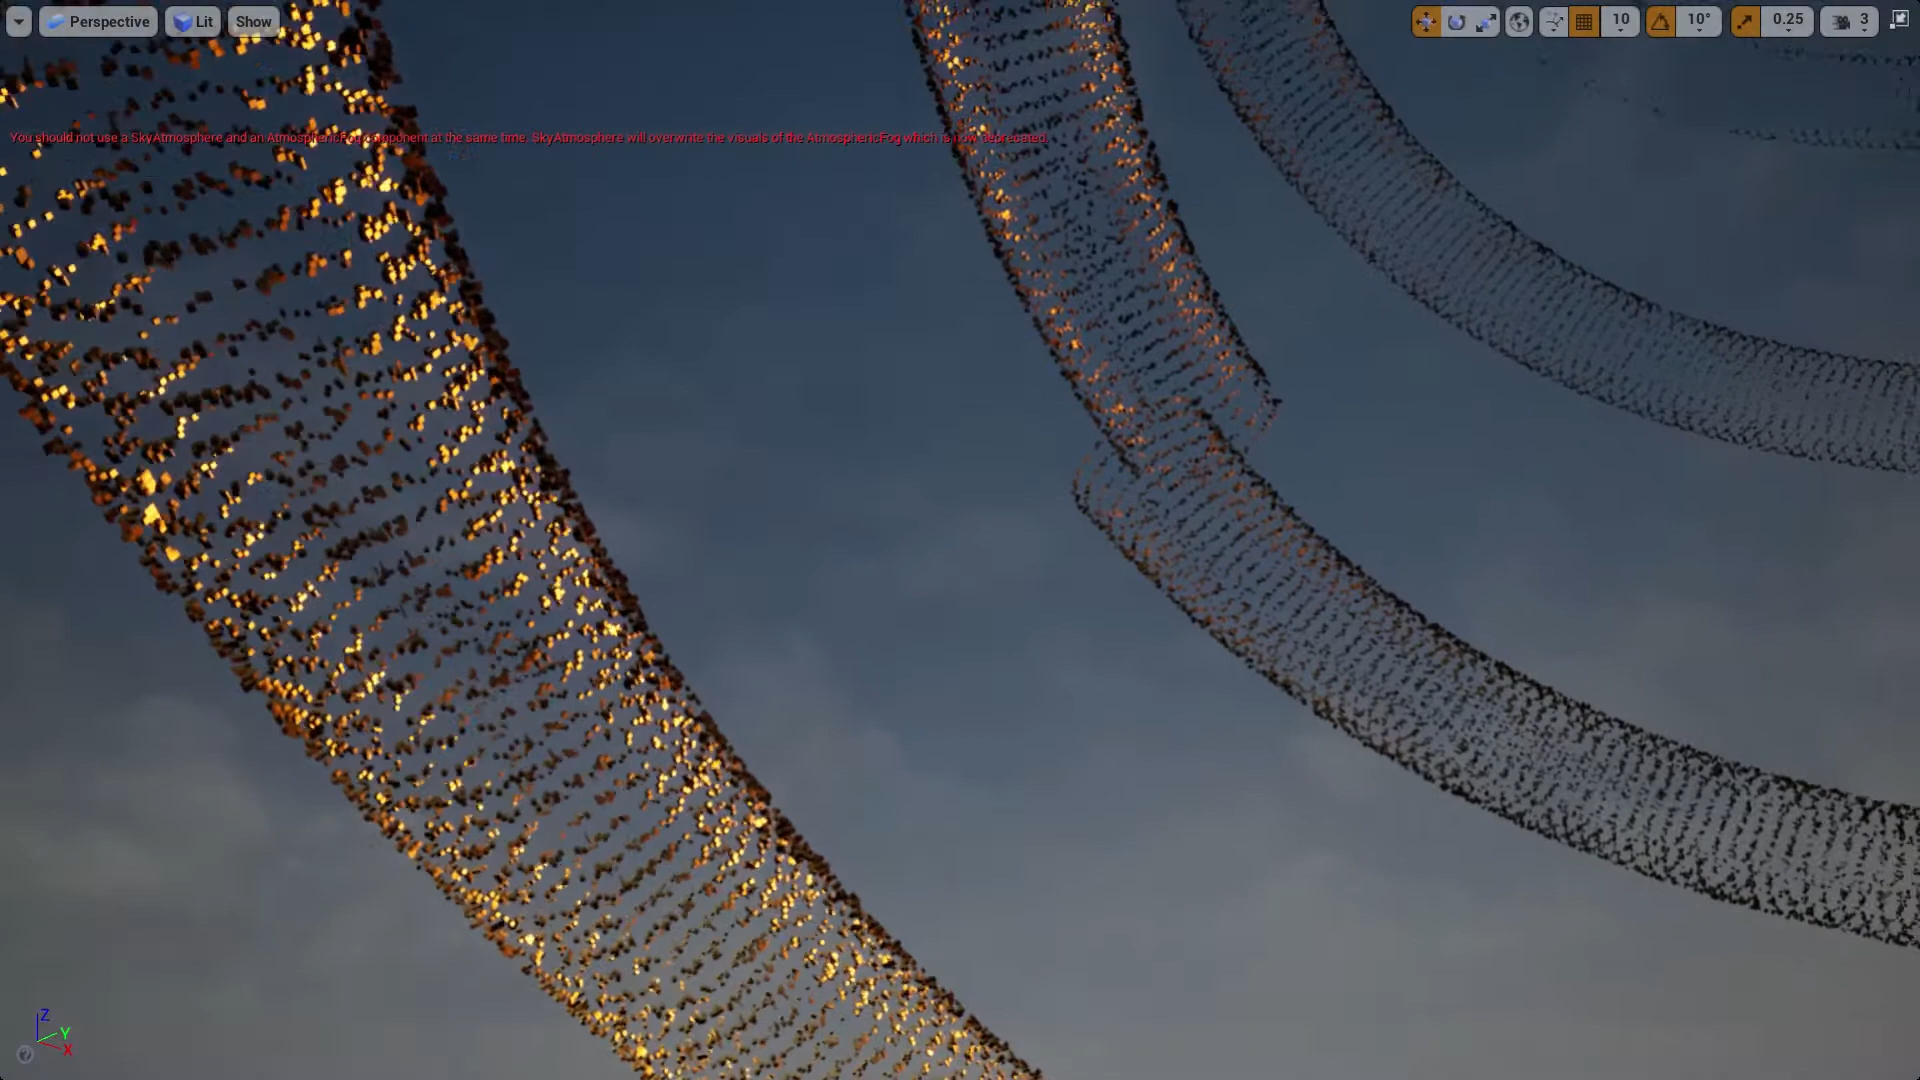 Perspective Lit Show 10 10° 0.25 3
You should not use a SkyAtmosphere and an AtmosphericFog component at the same time. SkyAtmosphere will overwrite the visuals of the AtmosphericFog which is now deprecated.
Z
Y
X
?